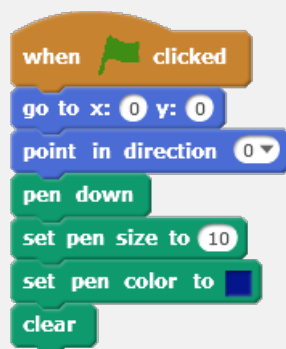 when clicked
go to x: 0 y: 0
point in direction 0
pen down
set pen size to 10
set pen color to
clear